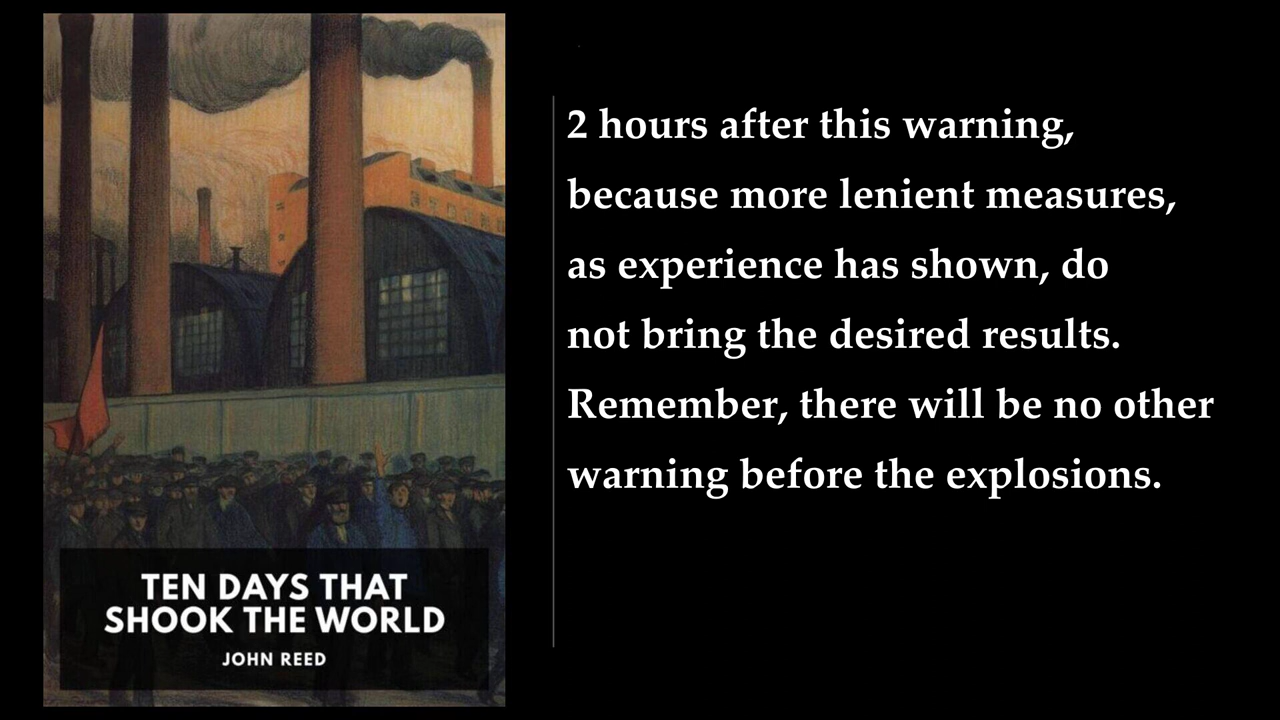 TEN DAYS THAT
SHOOK THE WORLD
JOHN REED
2 hours after this warning,
because more lenient measures,
as experience has shown, do
not bring the desired results.
Remember, there will be no other
warning before the explosions.